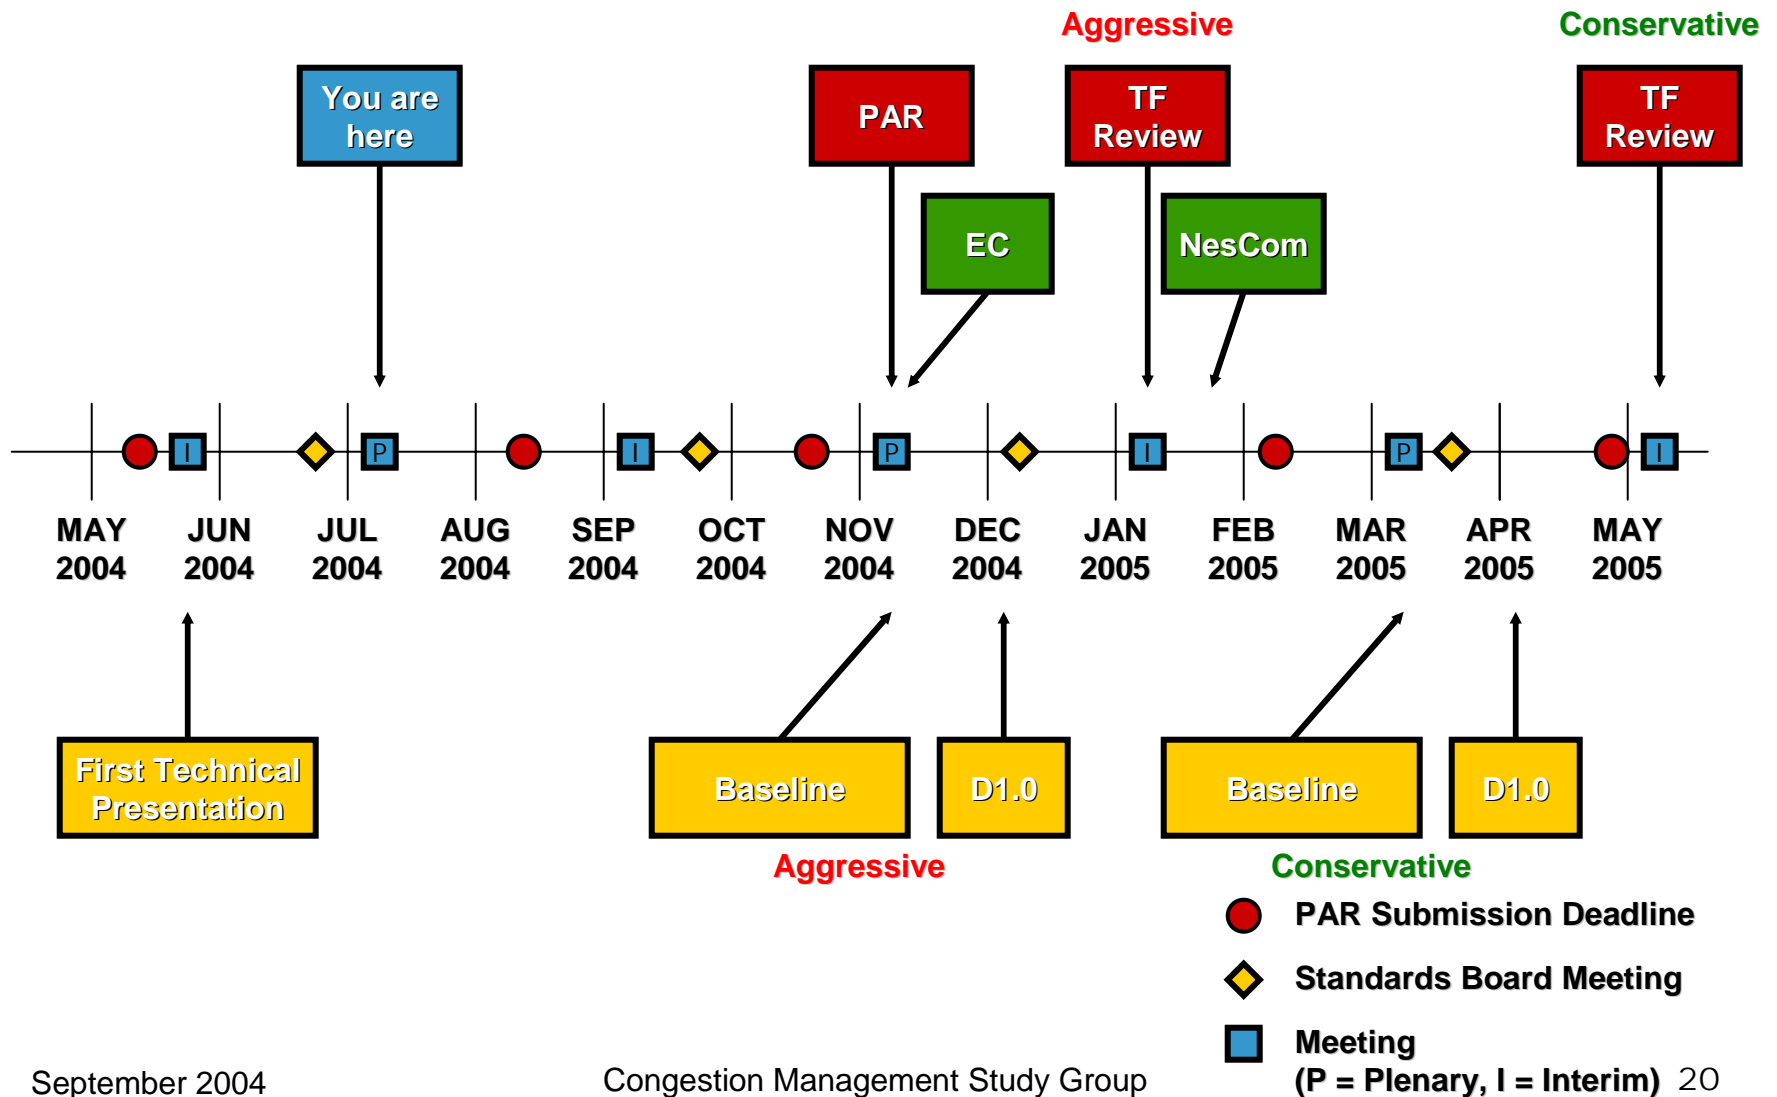 Aggressive
Conservative
You are
here
PAR
TF
Review
TF
Review
EC
NesCom
I
P
I
P
I
P
I
MAY
2004
JUN
2004
JUL
2004
AUG
2004
SEP
2004
OCT
2004
NOV
2004
DEC
2004
JAN
2005
FEB
2005
MAR
2005
APR
2005
MAY
2005
First Technical
Presentation
Baseline
D1.0
Baseline
D1.0
Aggressive
Conservative
PAR Submission Deadline
Standards Board Meeting
Meeting
(P = Plenary, I = Interim)
September 2004
Congestion Management Study Group
20